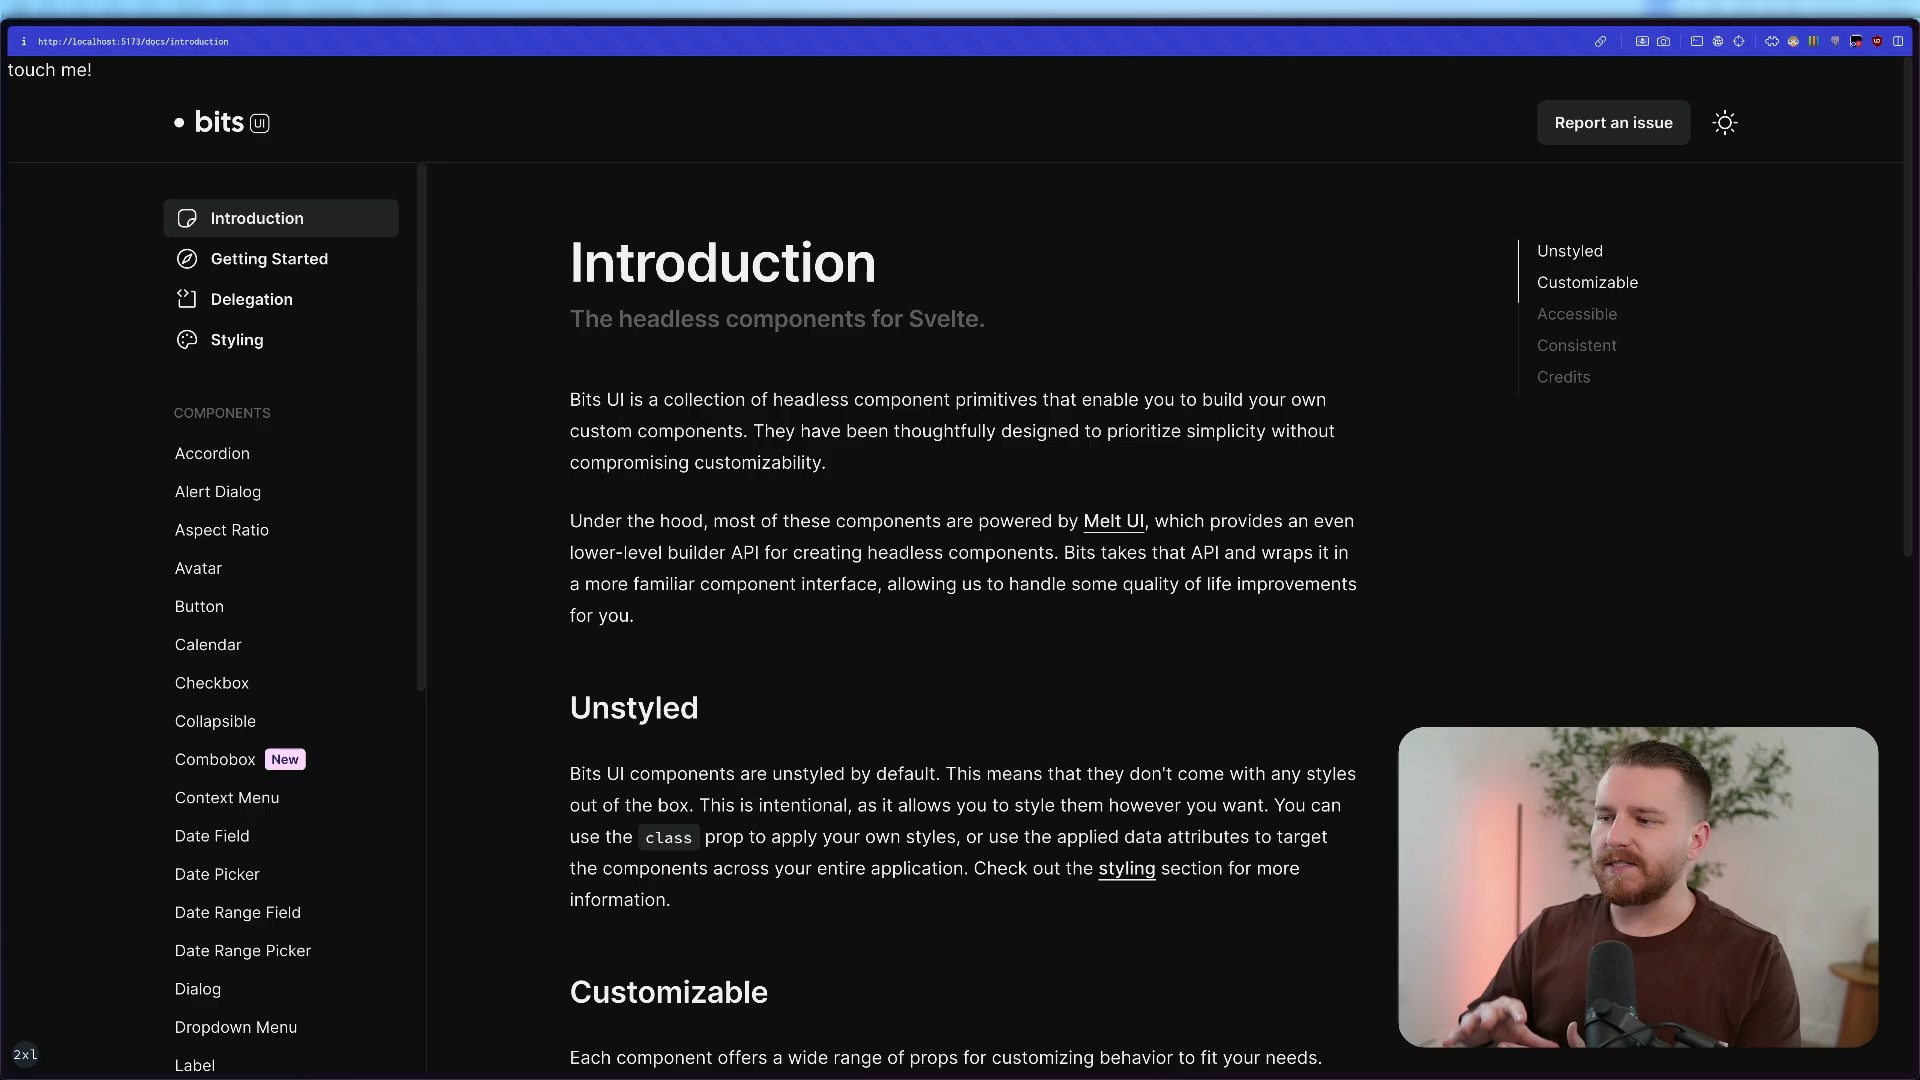 http://localhost:5173/docs/introduction
touch me!
bits UI
Report an issue
Introduction
Getting Started
Delegation
Styling
COMPONENTS
Accordion
Alert Dialog
Aspect Ratio
Avatar
Button
Calendar
Checkbox
Collapsible
Combobox New
Context Menu
Date Field
Date Picker
Date Range Field
Date Range Picker
Dialog
Dropdown Menu
Label
2xl
Introduction
The headless components for Svelte.
Bits UI is a collection of headless component primitives that enable you to build your own
custom components. They have been thoughtfully designed to prioritize simplicity without
compromising customizability.
Under the hood, most of these components are powered by Melt UI, which provides an even
lower-level builder API for creating headless components. Bits takes that API and wraps it in
a more familiar component interface, allowing us to handle some quality of life improvements
for you.
Unstyled
Bits UI components are unstyled by default. This means that they don't come with any styles
out of the box. This is intentional, as it allows you to style them however you want. You can
use the class prop to apply your own styles, or use the applied data attributes to target
the components across your entire application. Check out the styling section for more
information.
Customizable
Each component offers a wide range of props for customizing behavior to fit your needs.
Unstyled
Customizable
Accessible
Consistent
Credits